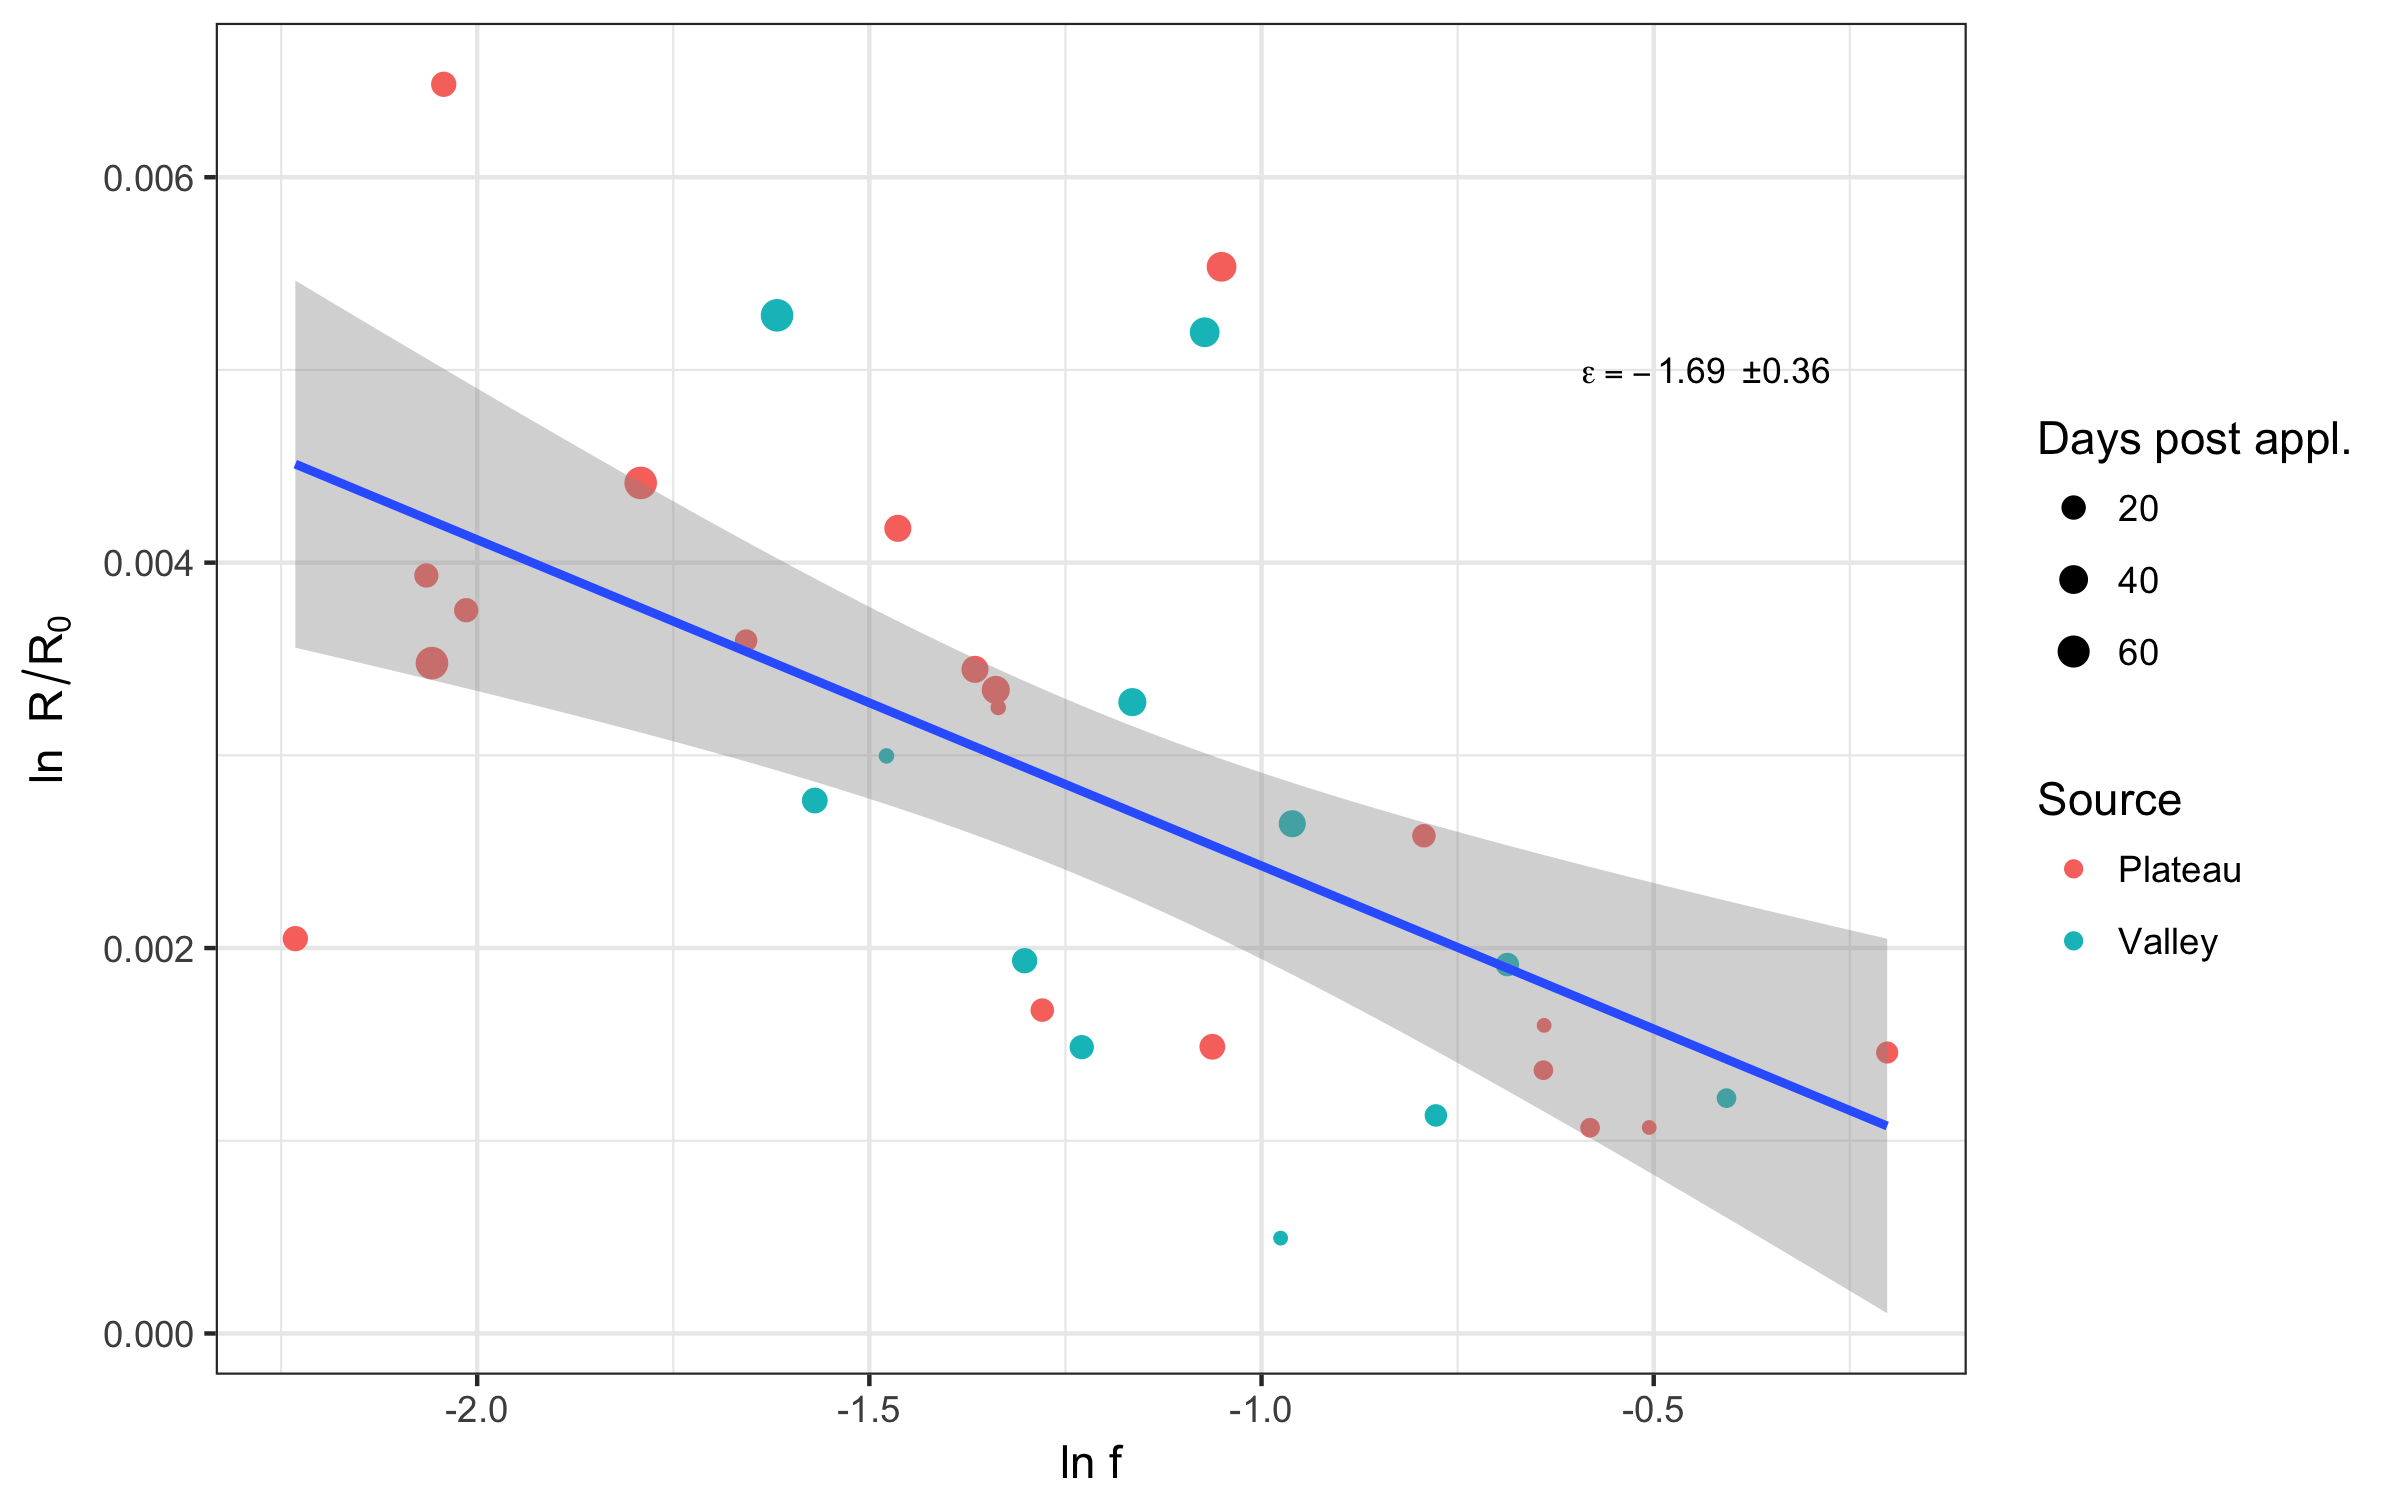 0.006
0.004
0.002
0.000
ln R/R0
-2.0
-1.5
-1.0
-0.5
ln f
ε = −1.69 ±0.36
Days post appl.
20
40
60
Source
Plateau
Valley